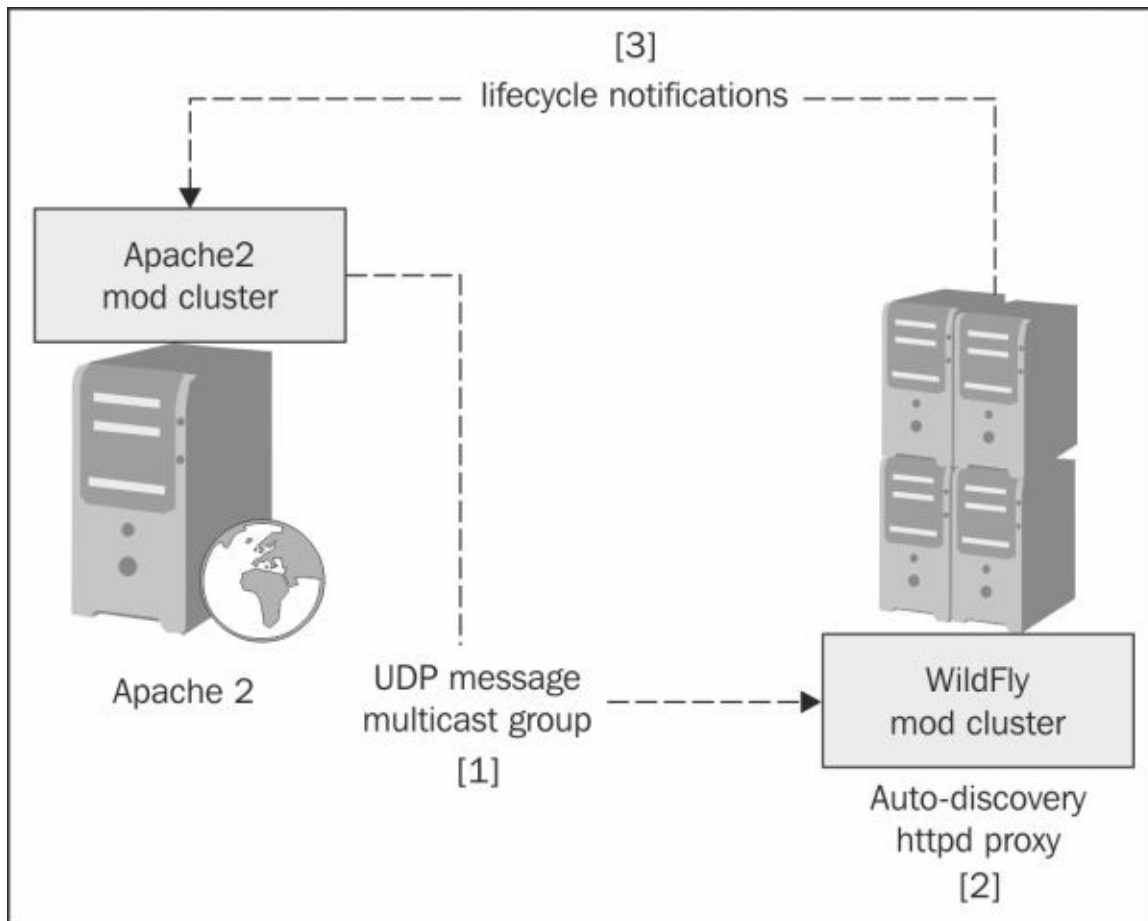 [3]
lifecycle notifications
Apache2
mod cluster
Apache 2
UDP message
multicast group
[1]
WildFly
mod cluster
Auto-discovery
httpd proxy
[2]